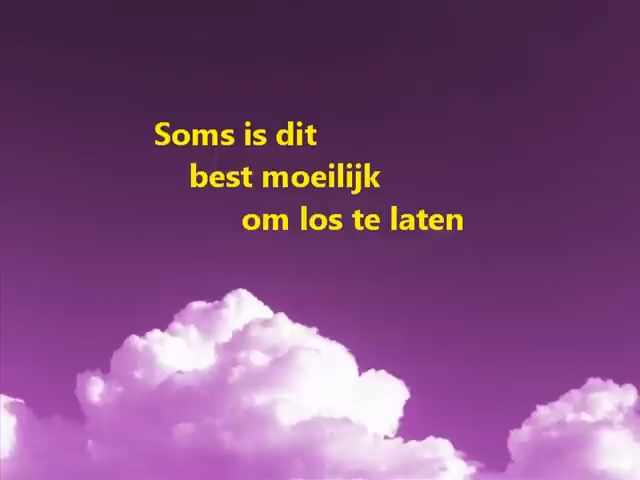 Soms is dit
best moeilijk
om los te laten